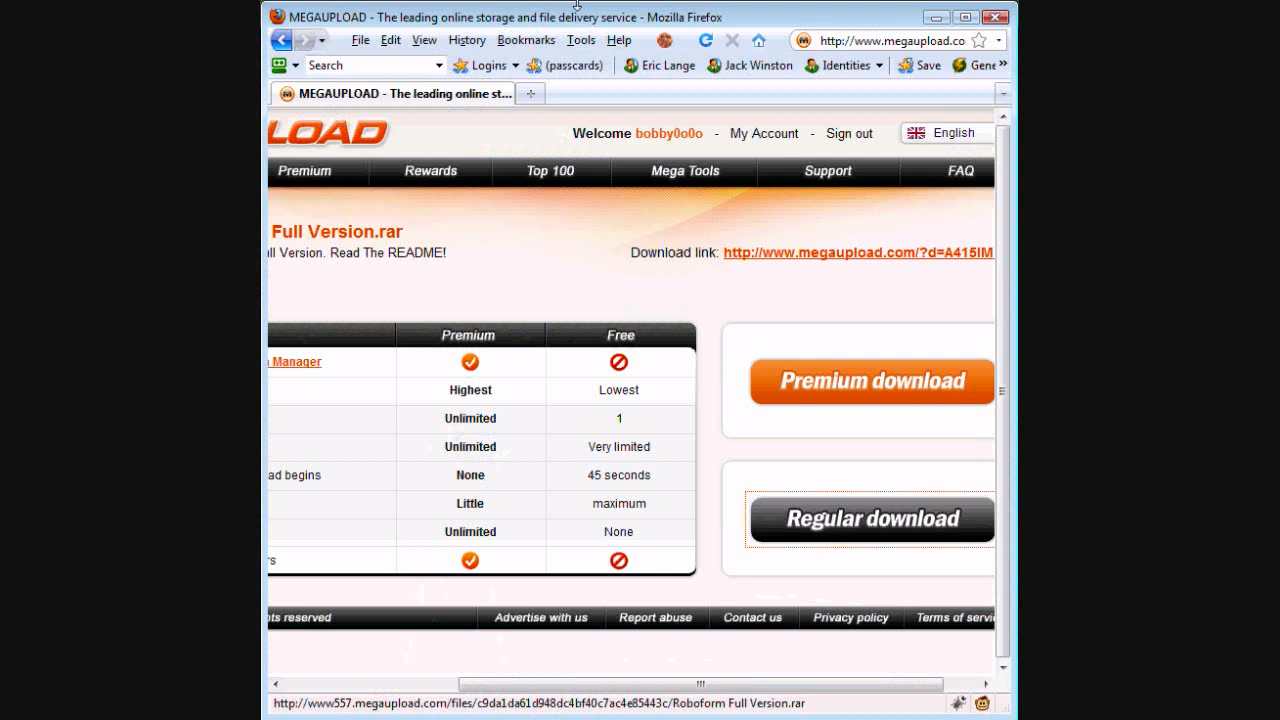 MEGAUPLOAD - The leading online storage and file delivery service - Mozilla Firefox
File Edit View History Bookmarks Tools Help http://www.megaupload.co
Search Logins (passcards) Eric Lange Jack Winston Identities Save Gene
MEGAUPLOAD - The leading online st...
LOAD Welcome bobby0o0o - My Account - Sign out English
Premium Rewards Top 100 Mega Tools Support FAQ
Full Version.rar
ull Version. Read The README! Download link: http://www.megaupload.com/?d=A415IM
Premium Free
Manager
Premium download
Highest Lowest
Unlimited 1
Unlimited Very limited
ad begins None 45 seconds
Little maximum
Regular download
Unlimited None
rs
hts reserved Advertise with us Report abuse Contact us Privacy policy Terms of servi
http://www557.megaupload.com/files/c9da1da61d948dc4bf40c7ac4e85443c/Roboform Full Version.rar